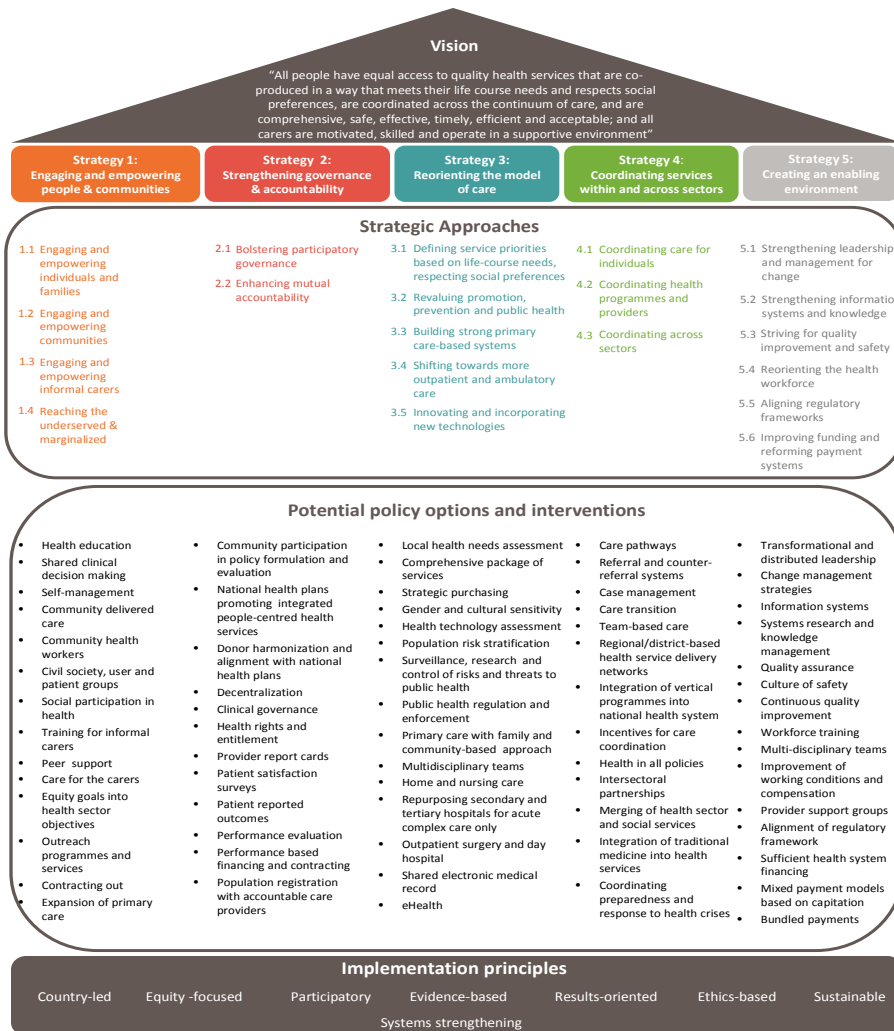 Vision
“All people have equal access to quality health services that are co-
produced in a way that meets their life course needs and respects social
preferences, are coordinated across the continuum of care, and are
comprehensive, safe, effective, timely, efficient and acceptable; and all
carers are motivated, skilled and operate in a supportive environment”
Strategy 1:
Engaging and empowering
people & communities
Strategy 2:
Strengthening governance
& accountability
Strategy 3:
Reorienting the model
of care
Strategy 4:
Coordinating services
within and across sectors
Strategy 5:
Creating an enabling
environment
Strategic Approaches
1.1 Engaging and
empowering
individuals and
families
1.2 Engaging and
empowering
communities
1.3 Engaging and
empowering
informal carers
1.4 Reaching the
underserved &
marginalized
2.1 Bolstering participatory
governance
2.2 Enhancing mutual
accountability
3.1 Defining service priorities
based on life-course needs,
respecting social preferences
3.2 Revaluing promotion,
prevention and public health
3.3 Building strong primary
care-based systems
3.4 Shifting towards more
outpatient and ambulatory
care
3.5 Innovating and incorporating
new technologies
4.1 Coordinating care for
individuals
4.2 Coordinating health
programmes and
providers
4.3 Coordinating across
sectors
5.1 Strengthening leadership
and management for
change
5.2 Strengthening information
systems and knowledge
5.3 Striving for quality
improvement and safety
5.4 Reorienting the health
workforce
5.5 Aligning regulatory
frameworks
5.6 Improving funding and
reforming payment
systems
Potential policy options and interventions
• Health education
• Shared clinical
decision making
• Self-management
• Community delivered
care
• Community health
workers
• Civil society, user and
patient groups
• Social participation in
health
• Training for informal
carers
• Peer support
• Care for the carers
• Equity goals into
health sector
objectives
• Outreach
programmes and
services
• Contracting out
• Expansion of primary
care
• Community participation
in policy formulation and
evaluation
• National health plans
promoting integrated
people-centred health
services
• Donor harmonization and
alignment with national
health plans
• Decentralization
• Clinical governance
• Health rights and
entitlement
• Provider report cards
• Patient satisfaction
surveys
• Patient reported
outcomes
• Performance evaluation
• Performance based
financing and contracting
• Population registration
with accountable care
providers
• Local health needs assessment
• Comprehensive package of
services
• Strategic purchasing
• Gender and cultural sensitivity
• Health technology assessment
• Population risk stratification
• Surveillance, research and
control of risks and threats to
public health
• Public health regulation and
enforcement
• Primary care with family and
community-based approach
• Multidisciplinary teams
• Home and nursing care
• Repurposing secondary and
tertiary hospitals for acute
complex care only
• Outpatient surgery and day
hospital
• Shared electronic medical
record
• eHealth
• Care pathways
• Referral and counter-
referral systems
• Case management
• Care transition
• Team-based care
• Regional/district-based
health service delivery
networks
• Integration of vertical
programmes into
national health system
• Incentives for care
coordination
• Health in all policies
• Intersectoral
partnerships
• Merging of health sector
and social services
• Integration of traditional
medicine into health
services
• Coordinating
preparedness and
response to health crises
• Transformational and
distributed leadership
• Change management
strategies
• Information systems
• Systems research and
knowledge
management
• Quality assurance
• Culture of safety
• Continuous quality
improvement
• Workforce training
• Multi-disciplinary teams
• Improvement of
working conditions and
compensation
• Provider support groups
• Alignment of regulatory
framework
• Sufficient health system
financing
• Mixed payment models
based on capitation
• Bundled payments
Implementation principles
Country-led Equity -focused Participatory Evidence-based Results-oriented Ethics-based Sustainable
Systems strengthening